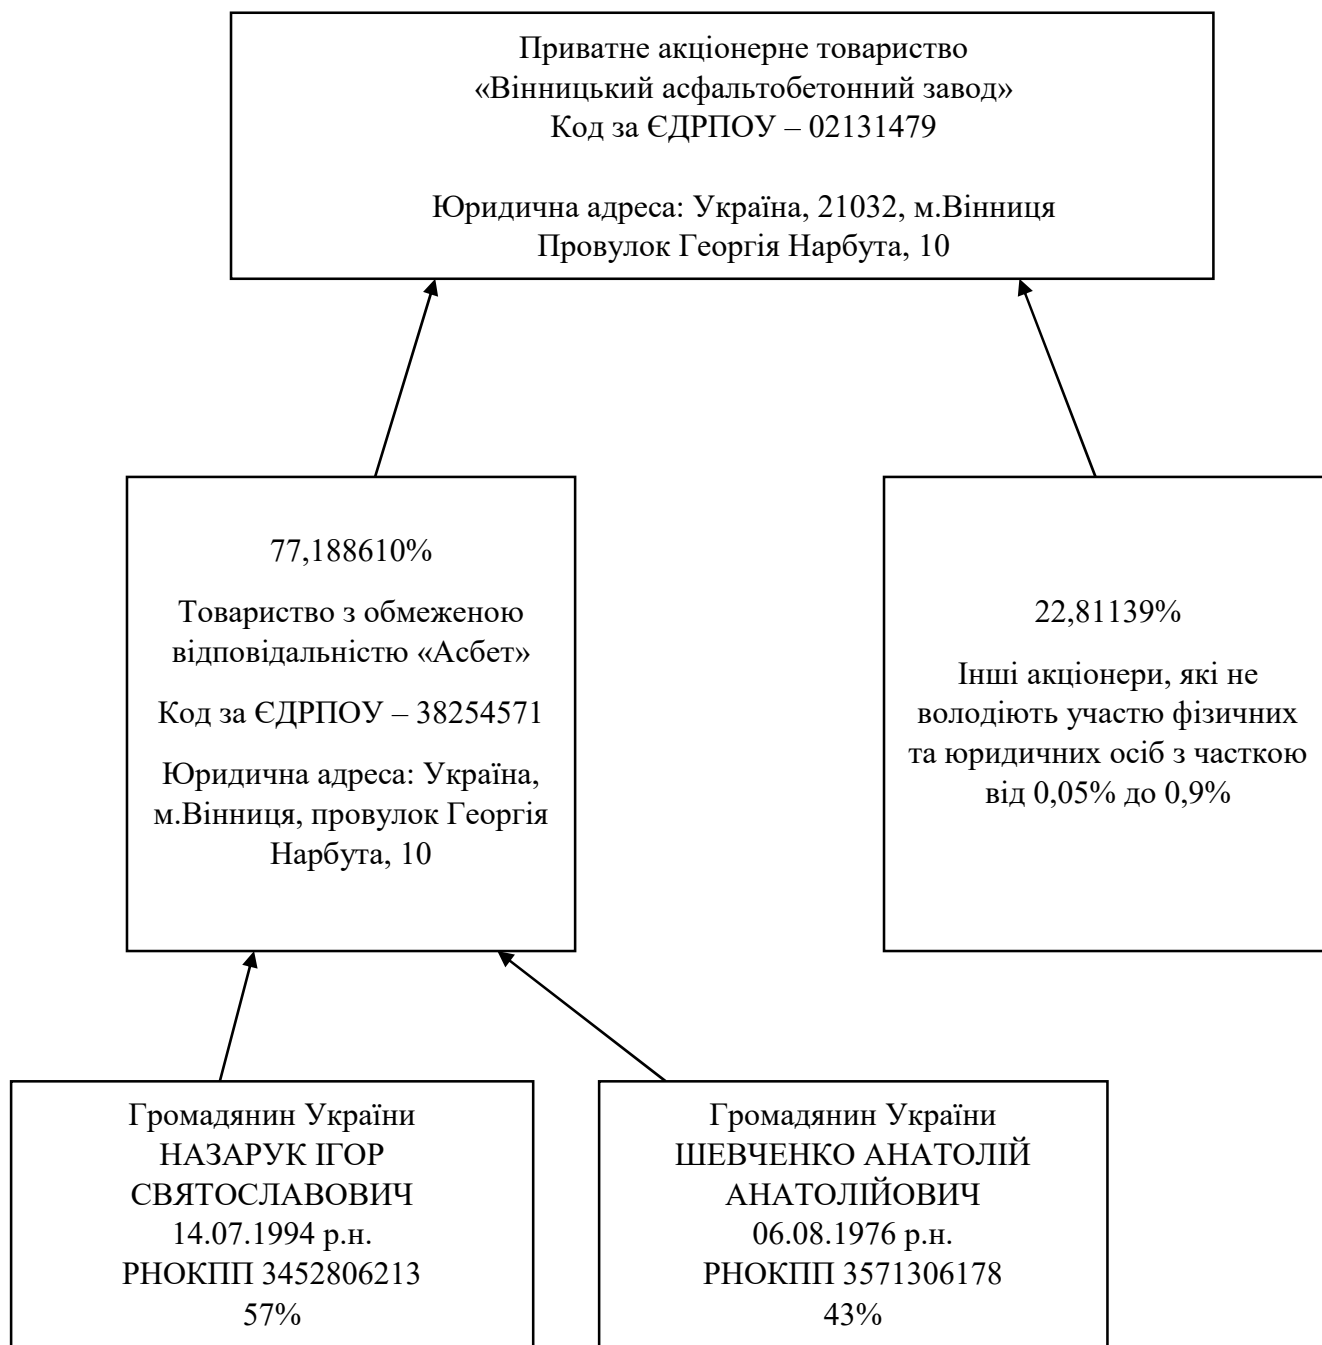 Приватне акціонерне товариство
«Вінницький асфальтобетонний завод»
Код за ЄДРПОУ – 02131479
Юридична адреса: Україна, 21032, м.Вінниця
Провулок Георгія Нарбута, 10
77,188610%
Товариство з обмеженою
відповідальністю «Асбет»
Код за ЄДРПОУ – 38254571
Юридична адреса: Україна,
м.Вінниця, провулок Георгія
Нарбута, 10
22,81139%
Інші акціонери, які не
володіють участю фізичних
та юридичних осіб з часткою
від 0,05% до 0,9%
Громадянин України
НАЗАРУК ІГОР
СВЯТОСЛАВОВИЧ
14.07.1994 р.н.
РНОКПП 3452806213
57%
Громадянин України
ШЕВЧЕНКО АНАТОЛІЙ
АНАТОЛІЙОВИЧ
06.08.1976 р.н.
РНОКПП 3571306178
43%